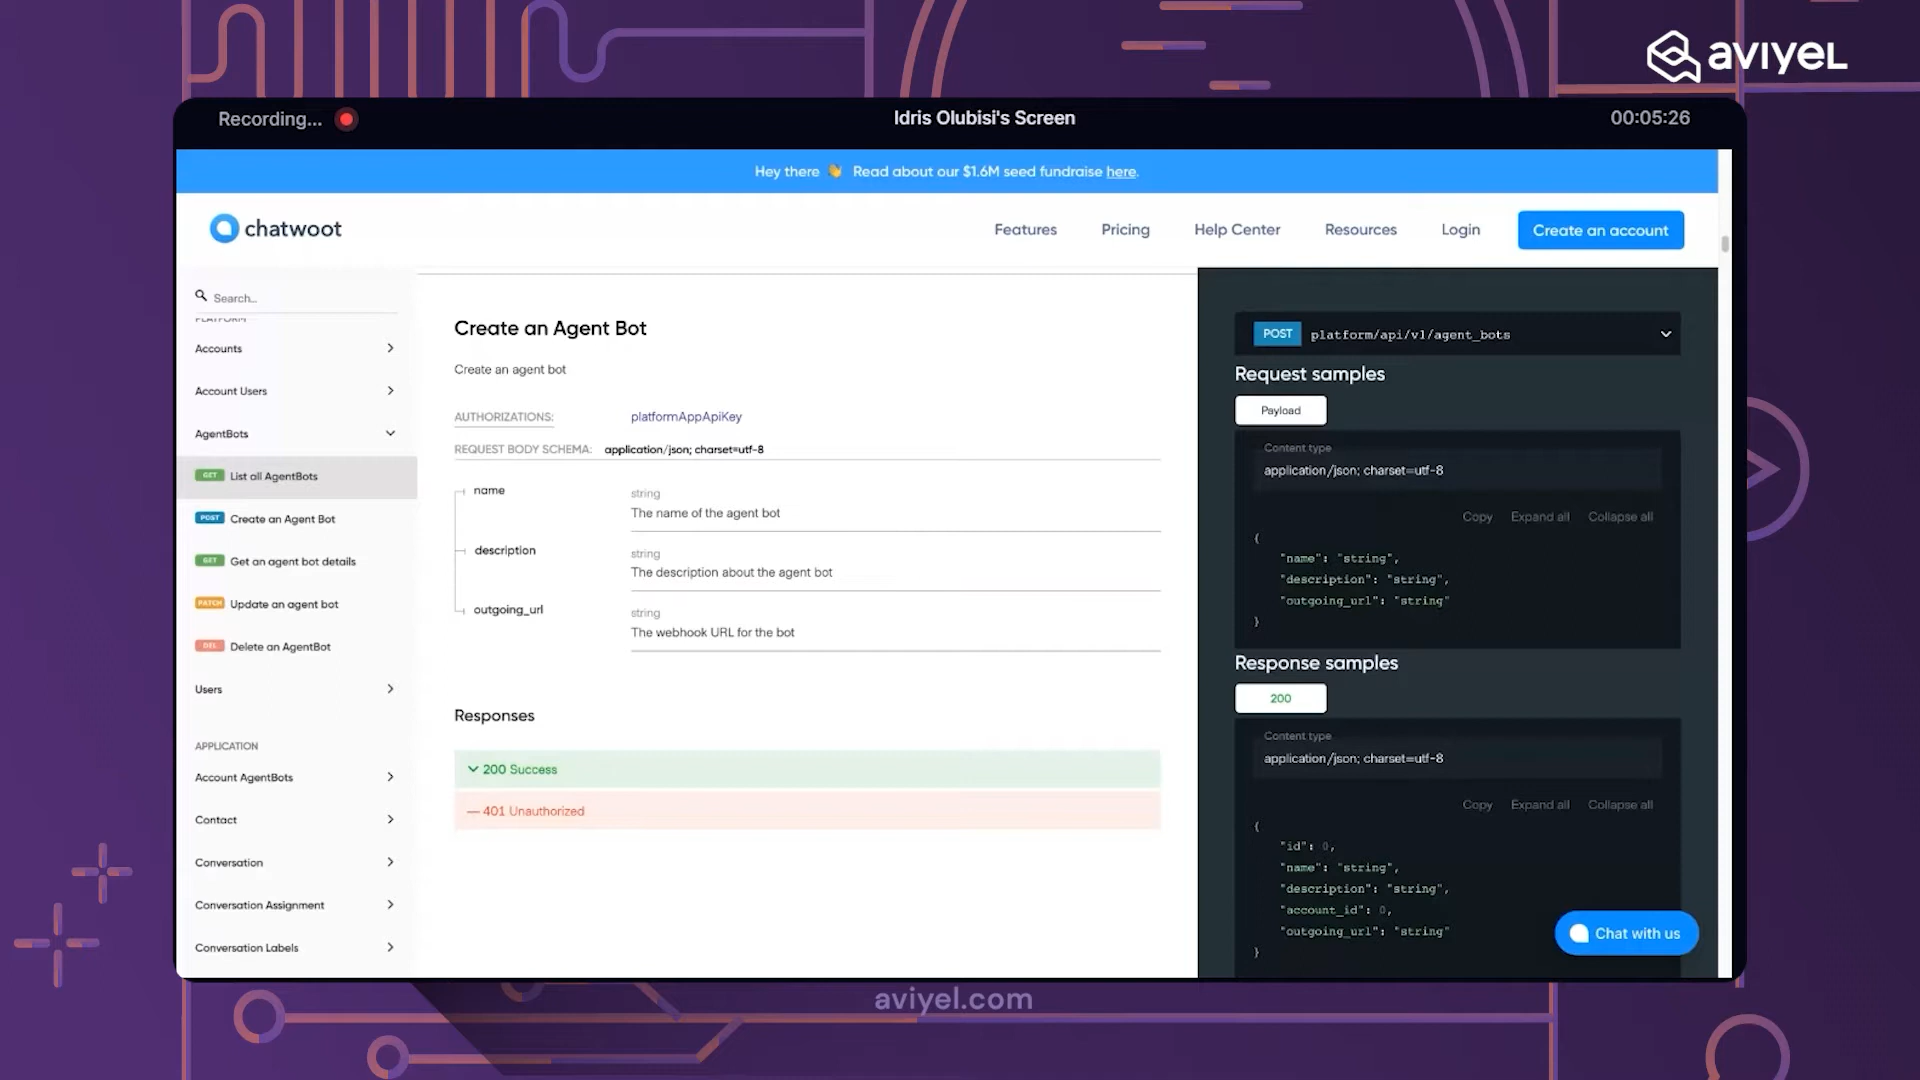 aviyel
Recording...
Idris Olubisi's Screen
00:05:26
Hey there 👋 Read about our $1.6M seed fundraise here.
chatwoot
Features
Pricing
Help Center
Resources
Login
Create an account
Search...
PLATFORM
Accounts
Account Users
AgentBots
GET List all AgentBots
POST Create an Agent Bot
GET Get an agent bot details
PATCH Update an agent bot
DEL Delete an AgentBot
Users
APPLICATION
Account AgentBots
Contact
Conversation
Conversation Assignment
Conversation Labels
Create an Agent Bot
Create an agent bot
AUTHORIZATIONS: platformAppApiKey
REQUEST BODY SCHEMA: application/json; charset=utf-8
name
string
The name of the agent bot
description
string
The description about the agent bot
outgoing_url
string
The webhook URL for the bot
Responses
200 Success
— 401 Unauthorized
POST platform/api/v1/agent_bots
Request samples
Payload
Content type
application/json; charset=utf-8
Copy Expand all Collapse all
{
"name": "string",
"description": "string",
"outgoing_url": "string"
}
Response samples
200
Content type
application/json; charset=utf-8
Copy Expand all Collapse all
{
"id": 0,
"name": "string",
"description": "string",
"account_id": 0,
"outgoing_url": "string"
}
Chat with us
aviyel.com